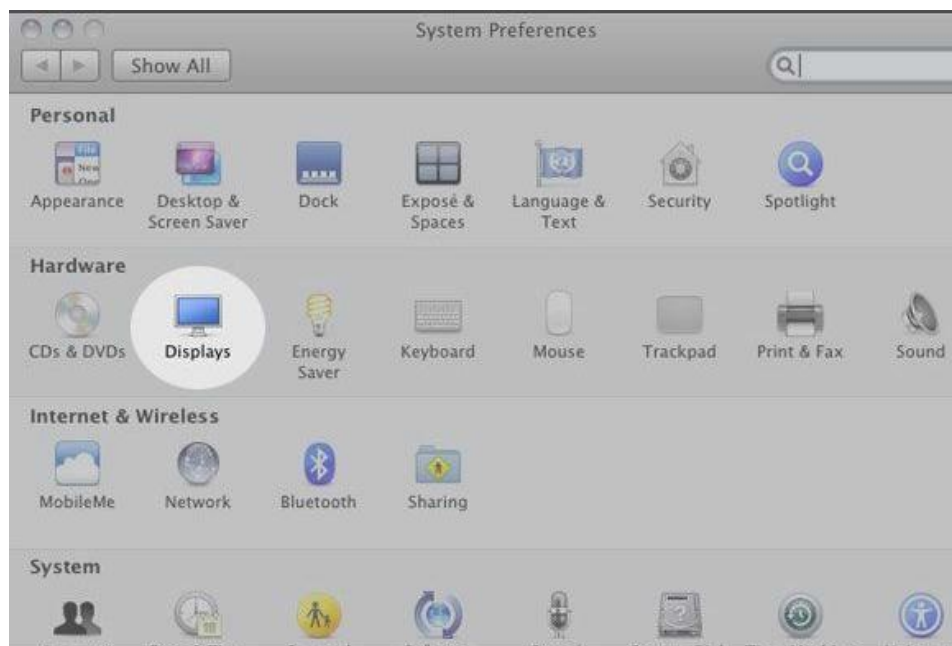 System Preferences
Show All
Personal
Appearance
Desktop &
Screen Saver
Dock
Exposé &
Spaces
Language &
Text
Security
Spotlight
Hardware
CDs & DVDs
Displays
Energy
Saver
Keyboard
Mouse
Trackpad
Print & Fax
Sound
Internet & Wireless
MobileMe
Network
Bluetooth
Sharing
System